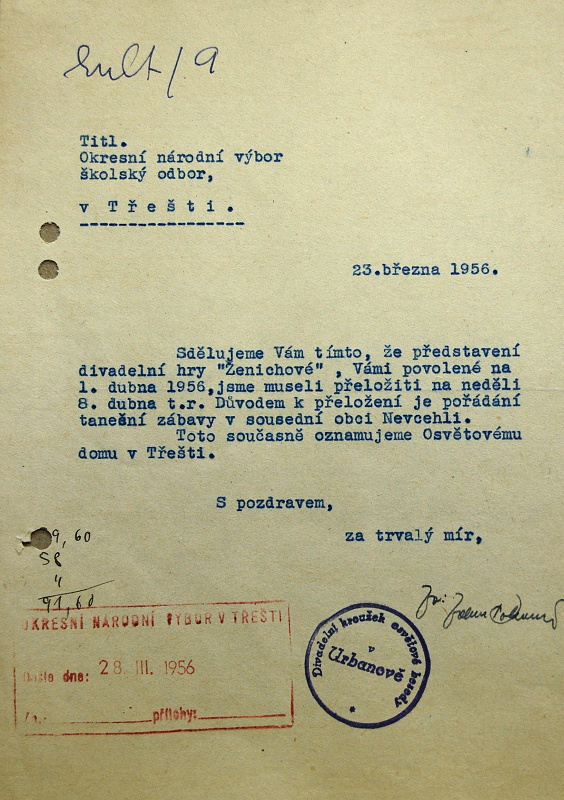 kult/9
Titl.
Okresní národní výbor
školský odbor,
v Třešti.
23.března 1956.
Sdělujeme Vám tímto, že představení
divadelní hry "Ženichové" , Vámi povolené na
1. dubna 1956,jsme museli přeložiti na neděli
8. dubna t.r. Důvodem k přeložení je pořádání
taneční zábavy v sousední obci Nevcehli.
Toto současně oznamujeme Osvětovému
domu v Třešti.
S pozdravem,
za trvalý mír,
9,60
58
4
91,60
OKRESNÍ NÁRODNÍ VÝBOR V TŘEŠTI
Došlo dne: 28. III. 1956
přílohy:
Divadelní kroužek osvětové besedy
v
Urbanově